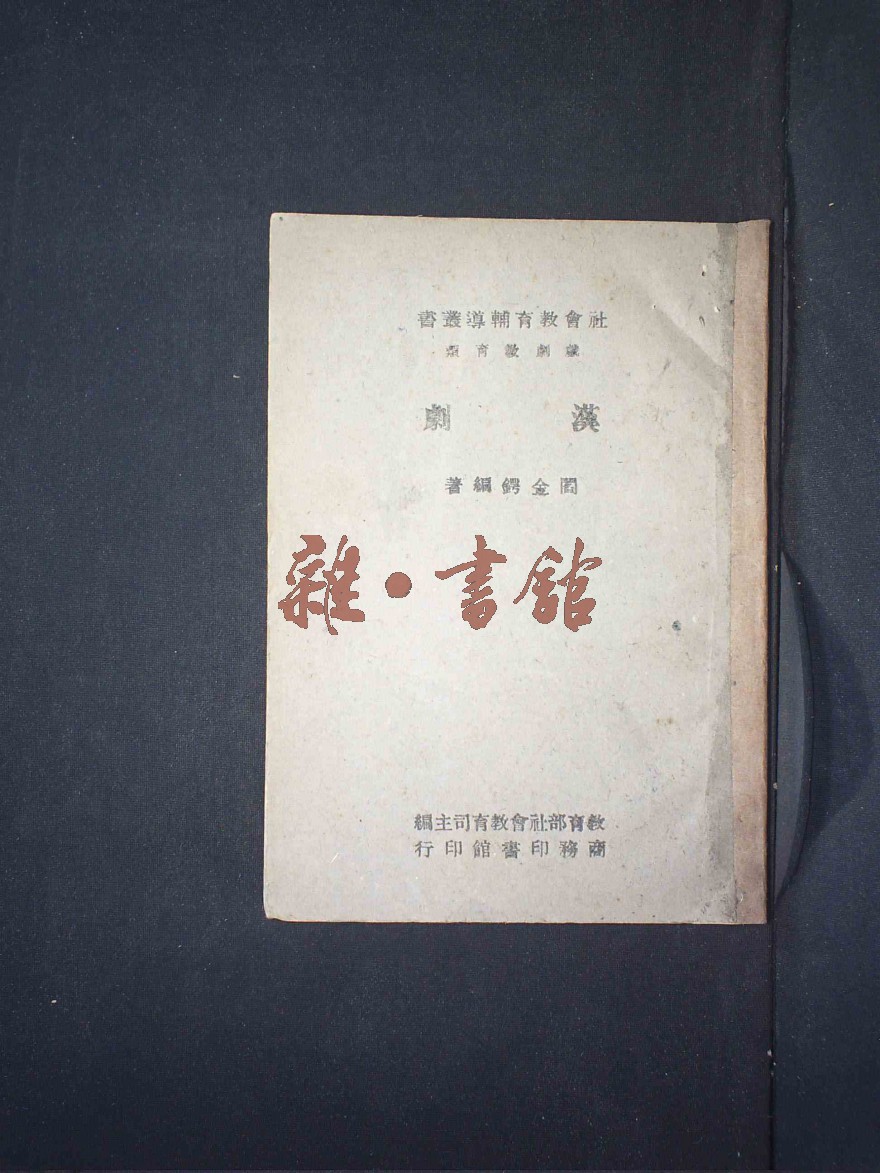 社會教育輔導叢書
戲劇教育類
漢劇
閻金鍔編著
雜·書館
教育部社會教育司主編
商務印書館印行